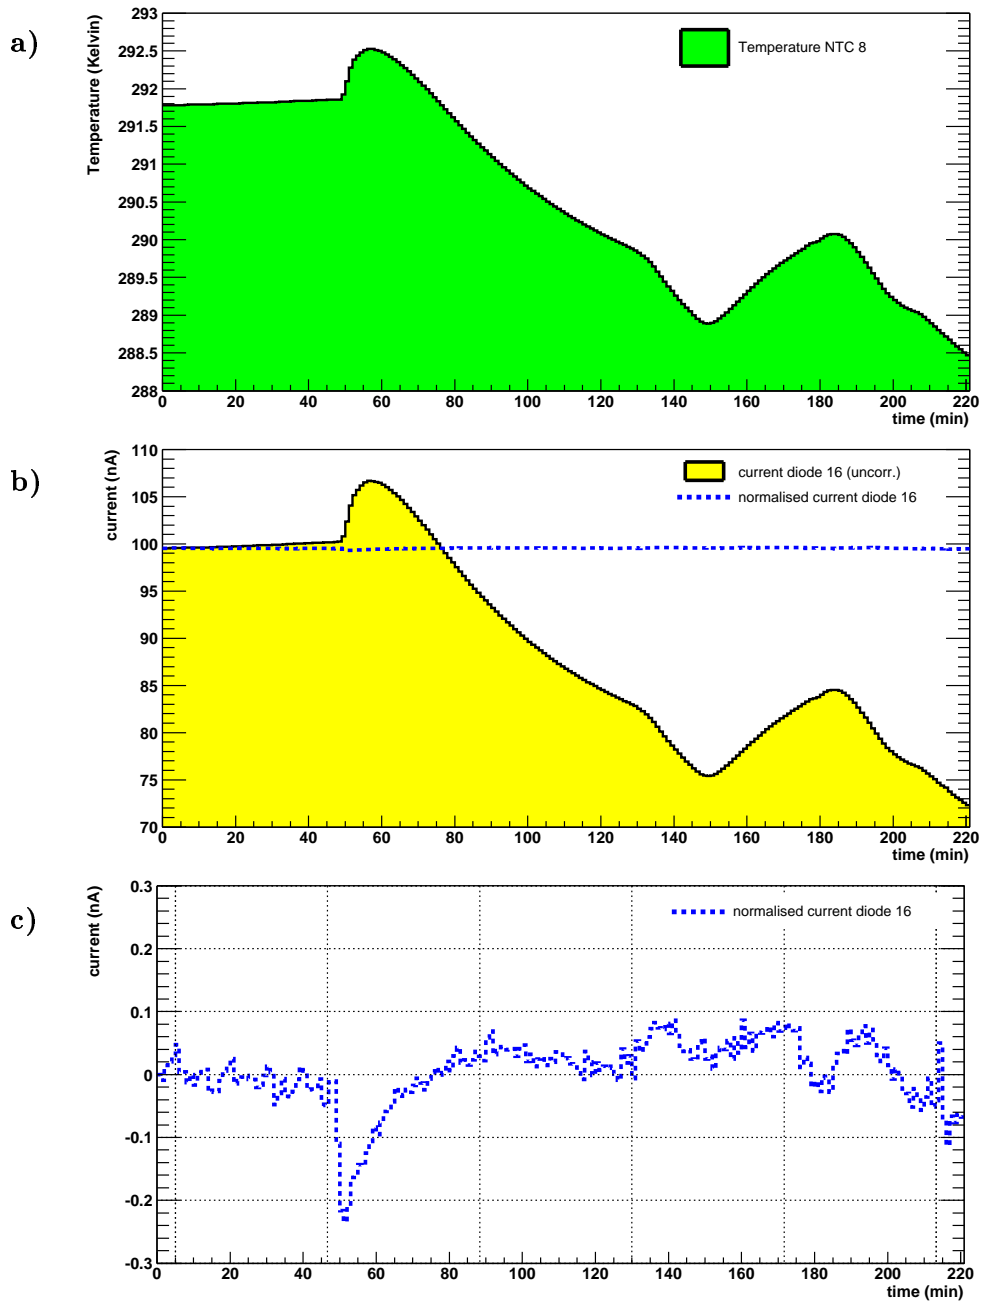 a)
Temperature (Kelvin)
293
292.5
292
291.5
291
290.5
290
289.5
289
288.5
288
Temperature NTC 8
0 20 40 60 80 100 120 140 160 180 200 220
time (min)
b)
current (nA)
110
105
100
95
90
85
80
75
70
current diode 16 (uncorr.)
normalised current diode 16
0 20 40 60 80 100 120 140 160 180 200 220
time (min)
c)
current (nA)
0.3
0.2
0.1
0
-0.1
-0.2
-0.3
normalised current diode 16
0 20 40 60 80 100 120 140 160 180 200 220
time (min)